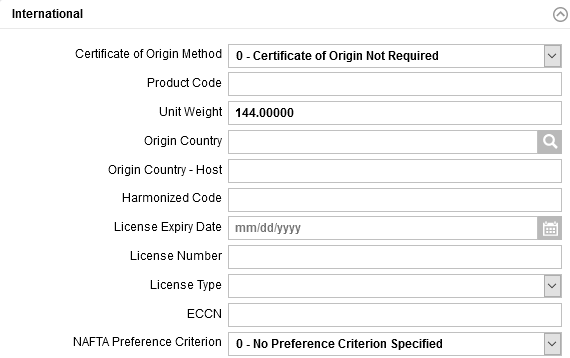 International
Certificate of Origin Method 0 - Certificate of Origin Not Required
Product Code
Unit Weight 144.00000
Origin Country
Origin Country - Host
Harmonized Code
License Expiry Date mm/dd/yyyy
License Number
License Type
ECCN
NAFTA Preference Criterion 0 - No Preference Criterion Specified